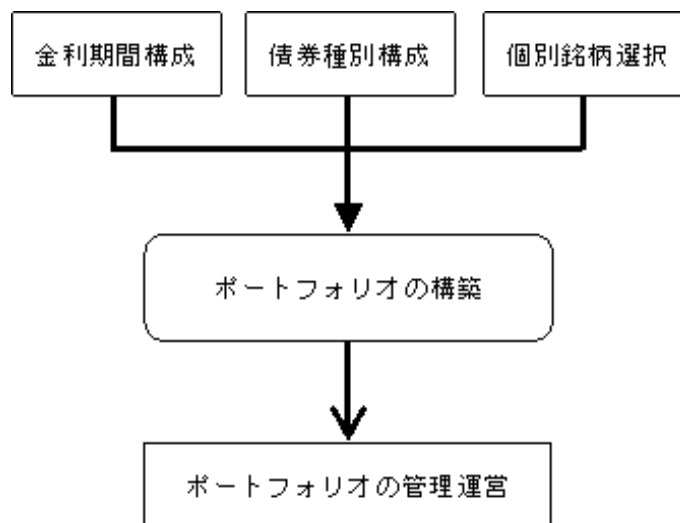 金利期間構成
債券種別構成
個別銘柄選択
ポートフォリオの構築
ポートフォリオの管理運営